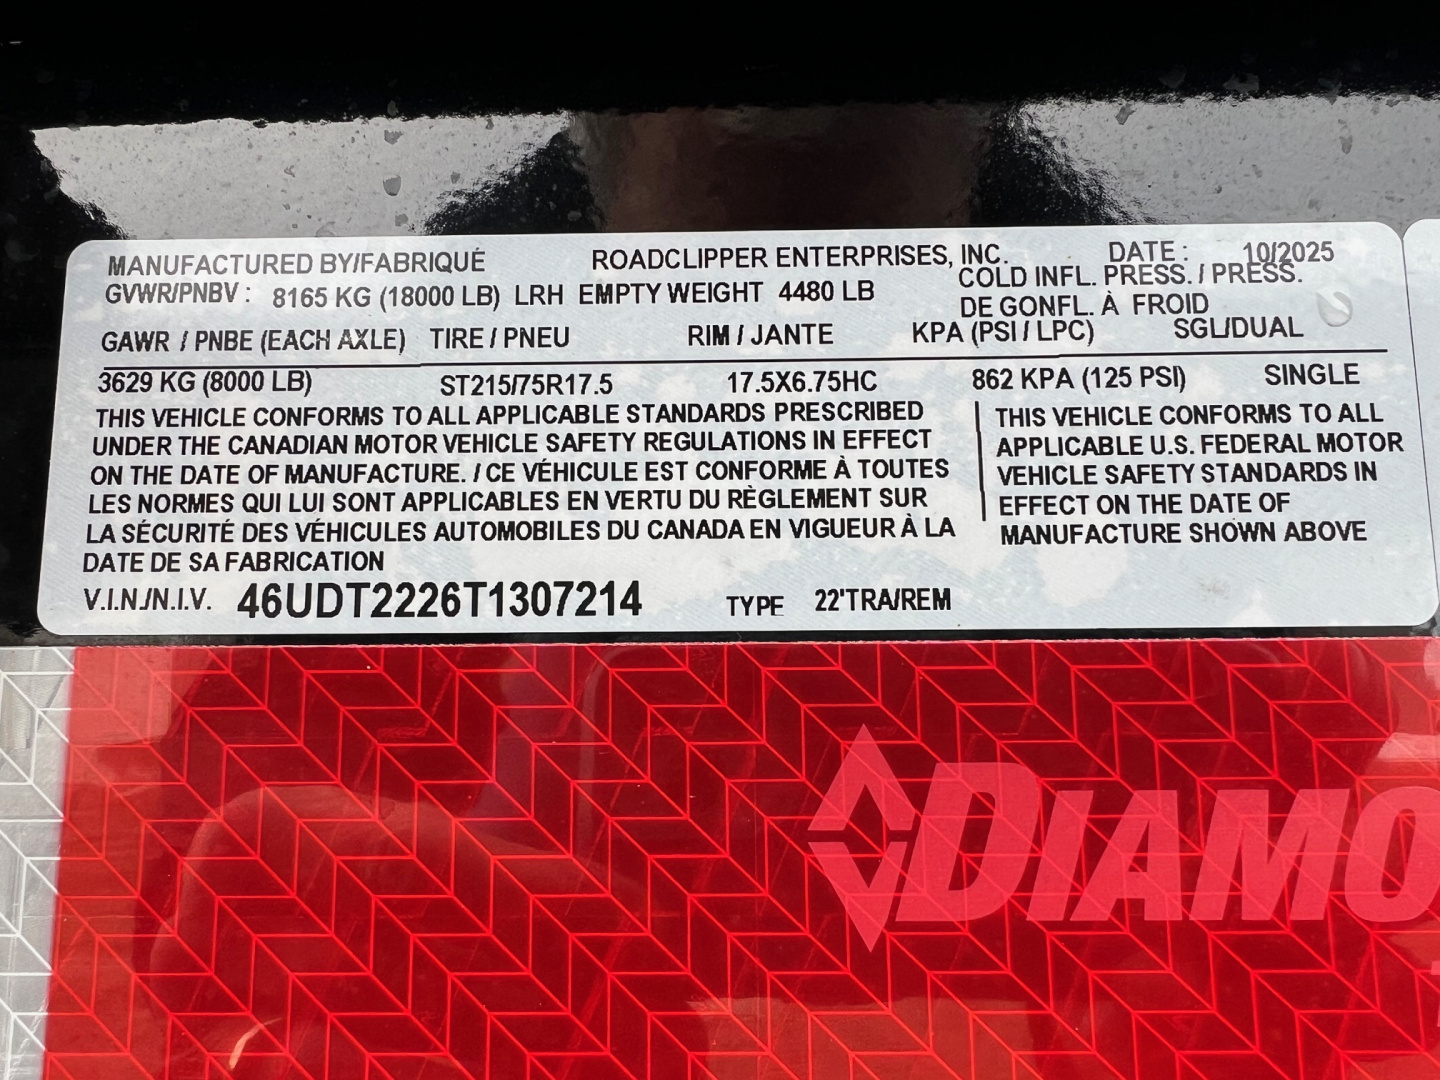 MANUFACTURED BY/FABRIQUÉ ROADCLIPPER ENTERPRISES, INC. DATE : 10/2025
GVWR/PNBV : 8165 KG (18000 LB) LRH EMPTY WEIGHT 4480 LB
COLD INFL. PRESS. / PRESS.
DE GONFL. À FROID
GAWR / PNBE (EACH AXLE) TIRE / PNEU RIM / JANTE KPA (PSI / LPC) SGL/DUAL
3629 KG (8000 LB) ST215/75R17.5 17.5X6.75HC 862 KPA (125 PSI) SINGLE
THIS VEHICLE CONFORMS TO ALL APPLICABLE STANDARDS PRESCRIBED
UNDER THE CANADIAN MOTOR VEHICLE SAFETY REGULATIONS IN EFFECT
ON THE DATE OF MANUFACTURE. / CE VÉHICULE EST CONFORME À TOUTES
LES NORMES QUI LUI SONT APPLICABLES EN VERTU DU RÈGLEMENT SUR
LA SÉCURITÉ DES VÉHICULES AUTOMOBILES DU CANADA EN VIGUEUR À LA
DATE DE SA FABRICATION
THIS VEHICLE CONFORMS TO ALL
APPLICABLE U.S. FEDERAL MOTOR
VEHICLE SAFETY STANDARDS IN
EFFECT ON THE DATE OF
MANUFACTURE SHOWN ABOVE
V.I.N./N.I.V. 46UDT2226T1307214 TYPE 22'TRA/REM
DIAMO